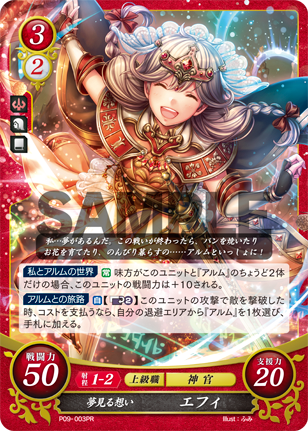 3
2
SAMPLE
私…夢があるんだ。この戦いが終わったら、パンを焼いたり
お花を育てたり、のんびり暮らすの……アルムといっしょに!
私とアルムの世界 常 味方がこのユニットと『アルム』のちょうど2体
だけの場合、このユニットの戦闘力は+10される。
アルムとの旅路 自 【②】このユニットの攻撃で敵を撃破した
時、コストを支払うなら、自分の退避エリアから『アルム』を1枚選び、
手札に加える。
戦闘力 50
射程 1-2 上級職 神官
支援力 20
夢見る想い エフィ
P09-003PR
Illust:ふみ